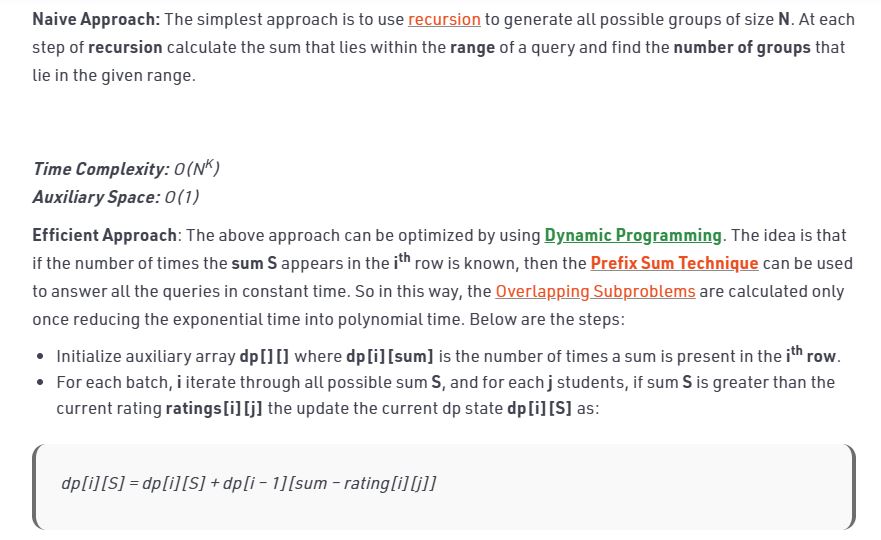 Naive Approach: The simplest approach is to use recursion to generate all possible groups of size N. At each
step of recursion calculate the sum that lies within the range of a query and find the number of groups that
lie in the given range.
Time Complexity: O(N^K)
Auxiliary Space: O(1)
Efficient Approach: The above approach can be optimized by using Dynamic Programming. The idea is that
if the number of times the sum S appears in the i^th row is known, then the Prefix Sum Technique can be used
to answer all the queries in constant time. So in this way, the Overlapping Subproblems are calculated only
once reducing the exponential time into polynomial time. Below are the steps:
• Initialize auxiliary array dp[][] where dp[i][sum] is the number of times a sum is present in the i^th row.
• For each batch, i iterate through all possible sum S, and for each j students, if sum S is greater than the
current rating ratings[i][j] the update the current dp state dp[i][S] as:
dp[i][S] = dp[i][S] + dp[i − 1][sum − rating[i][j]]